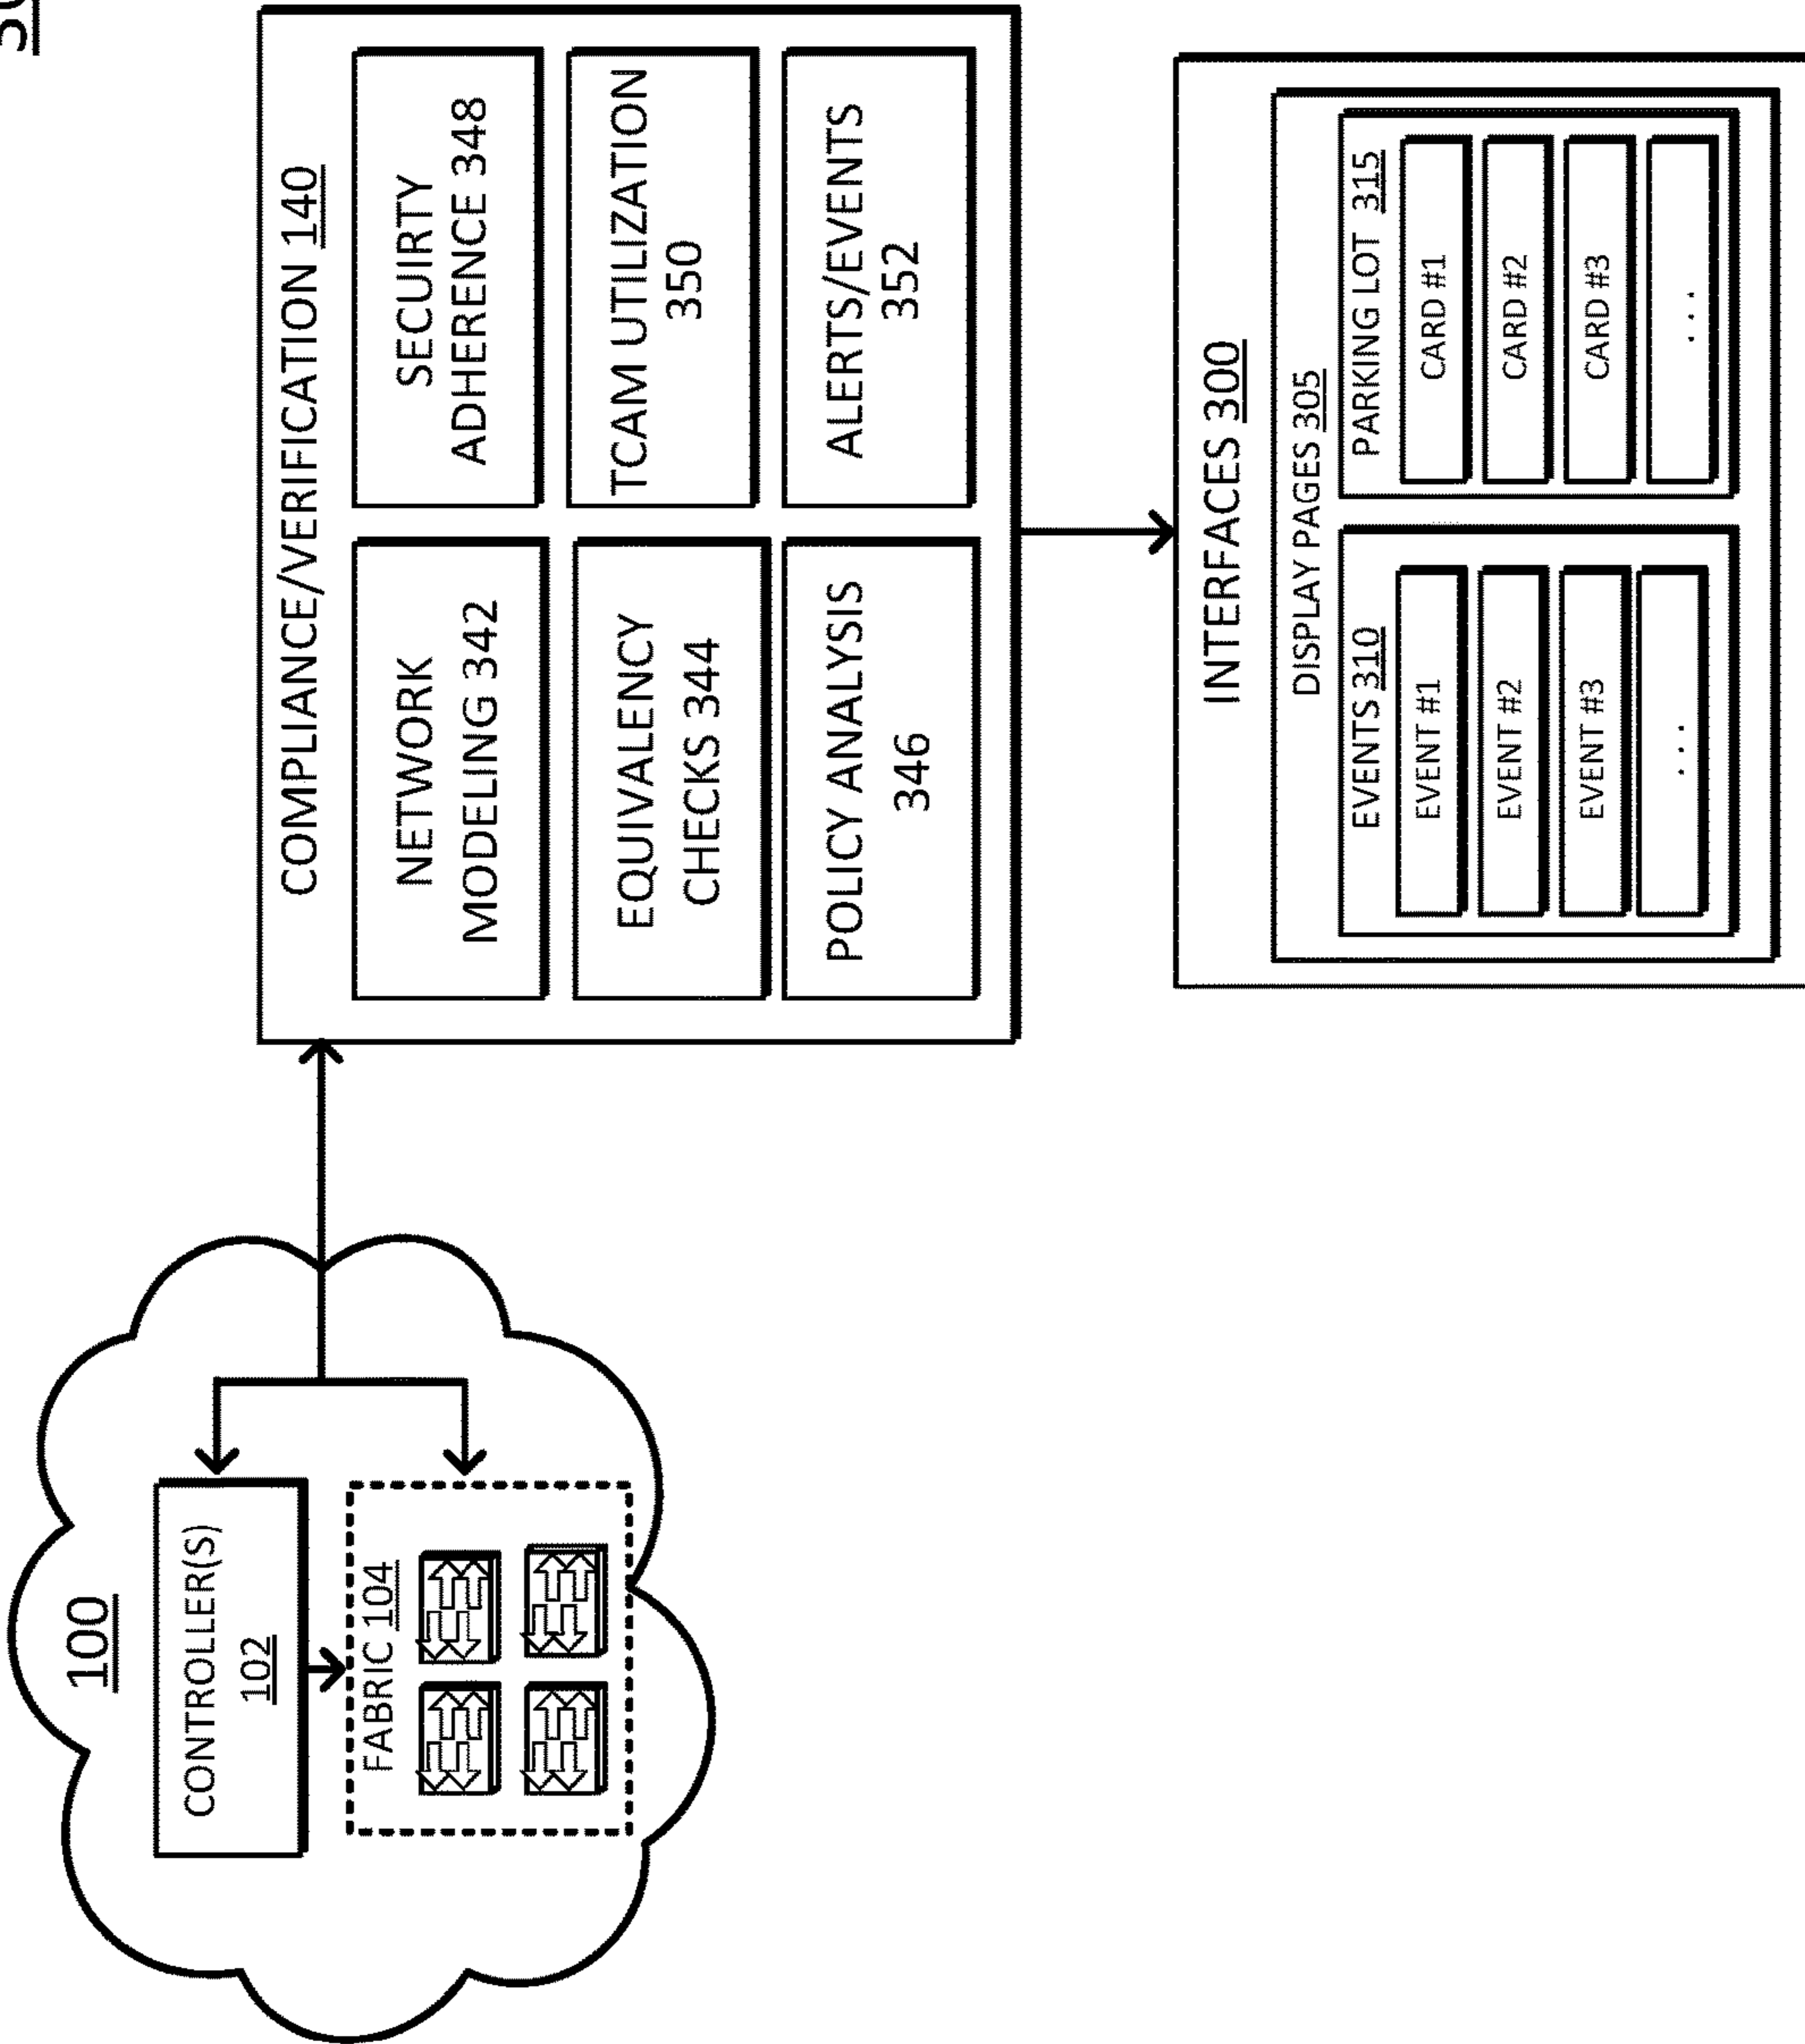 100
CONTROLLER(S)
102
FABRIC 104
COMPLIANCE/VERIFICATION 140
NETWORK
MODELING 342
SECUIRTY
ADHERENCE 348
EQUIVALENCY
CHECKS 344
TCAM UTILIZATION
350
POLICY ANALYSIS
346
ALERTS/EVENTS
352
INTERFACES 300
DISPLAY PAGES 305
EVENTS 310
EVENT #1
EVENT #2
EVENT #3
...
PARKING LOT 315
CARD #1
CARD #2
CARD #3
...